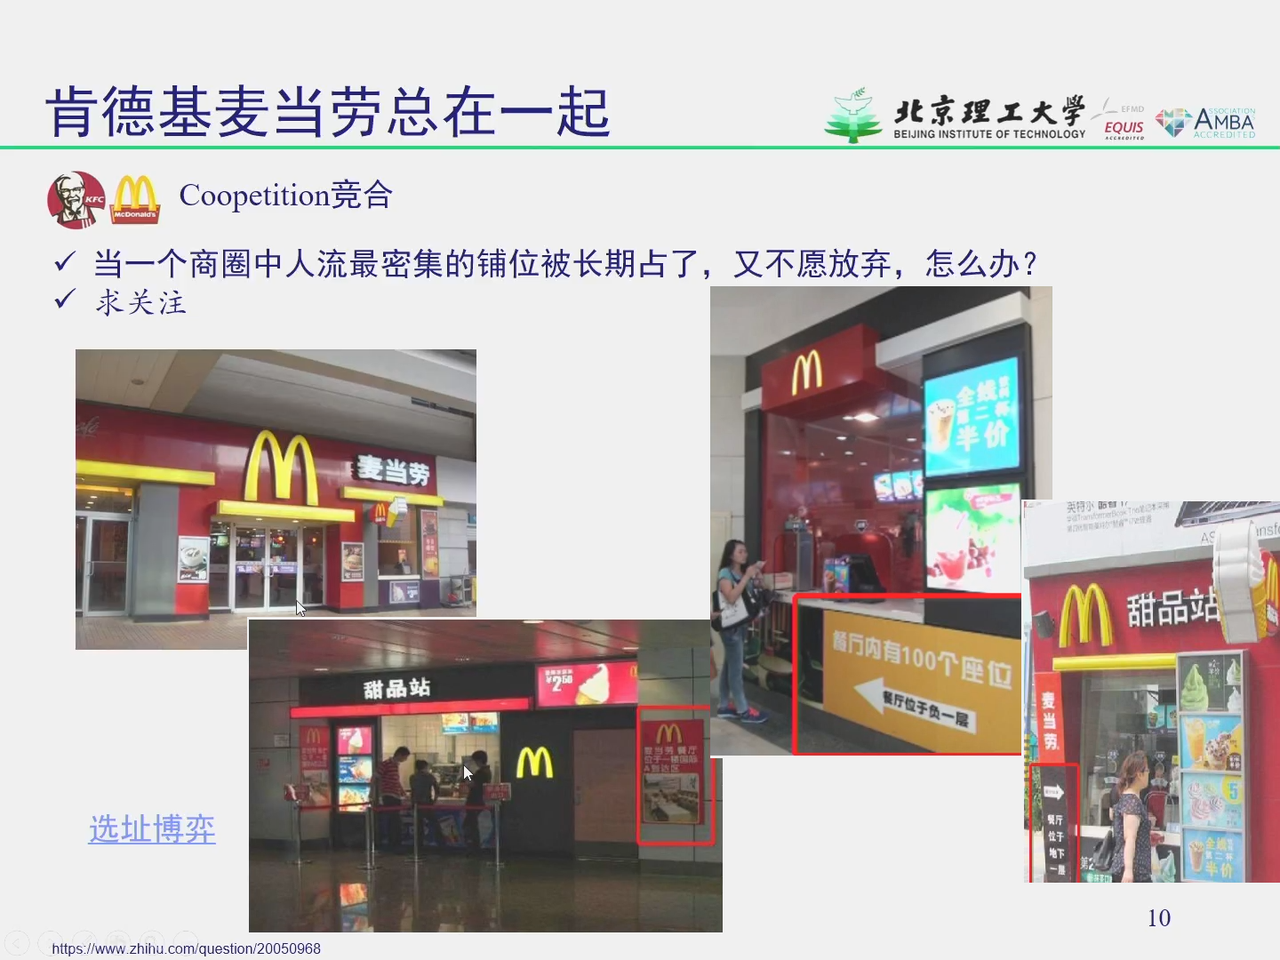 肯德基麦当劳总在一起
北京理工大学
BEIJING INSTITUTE OF TECHNOLOGY
EFMD
EQUIS
ACCREDITED
ASSOCIATION
AMBA
ACCREDITED
KFC
McDonald's
Coopetition竞合
✓ 当一个商圈中人流最密集的铺位被长期占了，又不愿放弃，怎么办？
✓ 求关注
麦当劳
全线饮料
第二杯
半价
餐厅内有100个座位
餐厅位于负一层
甜品站
¥2.50
麦当劳 餐厅
甜品站
麦当劳
餐厅
位于
地下
一层
5
全线
第二杯
半价
选址博弈
10
https://www.zhihu.com/question/20050968